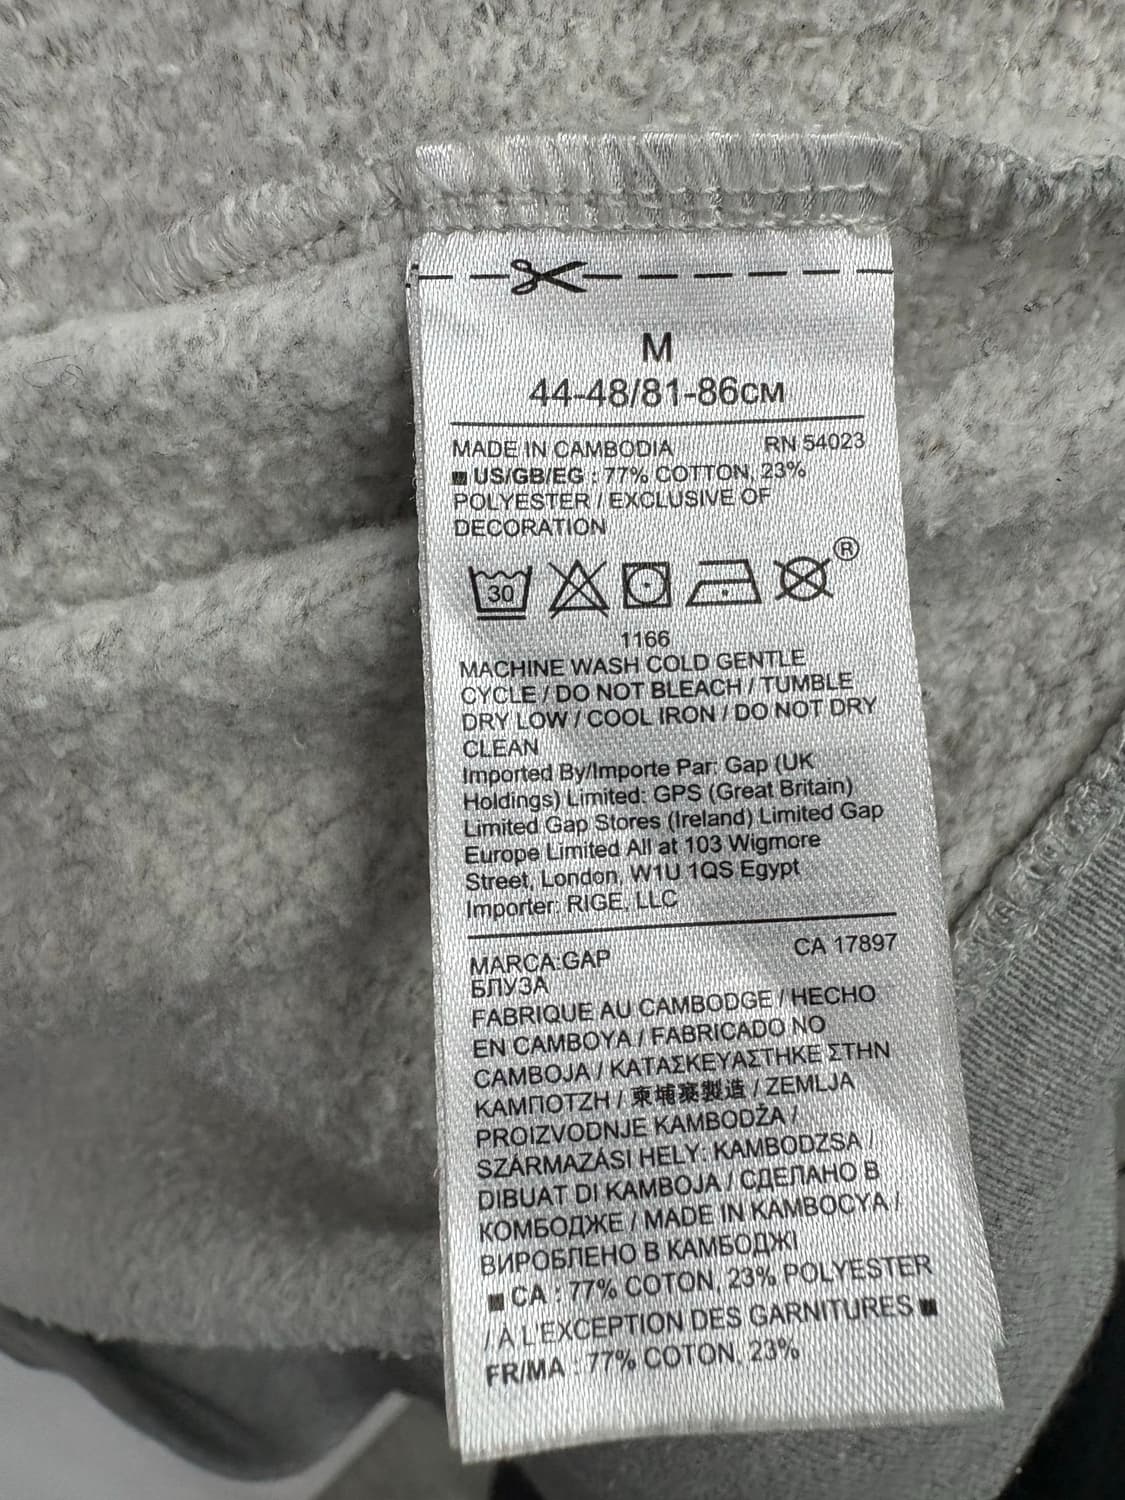 M
44-48/81-86CM
MADE IN CAMBODIA RN 54023
US/GB/EG : 77% COTTON, 23%
POLYESTER / EXCLUSIVE OF
DECORATION
30
®
1166
MACHINE WASH COLD GENTLE
CYCLE / DO NOT BLEACH / TUMBLE
DRY LOW / COOL IRON / DO NOT DRY
CLEAN
Imported By/Importe Par: Gap (UK
Holdings) Limited: GPS (Great Britain)
Limited Gap Stores (Ireland) Limited Gap
Europe Limited All at 103 Wigmore
Street, London, W1U 1QS Egypt
Importer: RIGE, LLC
MARCA:GAP CA 17897
БЛУЗА
FABRIQUE AU CAMBODGE / HECHO
EN CAMBOYA / FABRICADO NO
CAMBOJA / ΚΑΤΑΣΚΕΥΑΣΤΗΚΕ ΣΤΗΝ
ΚΑΜΠΟΤΖΗ / 柬埔寨製造 / ZEMLJA
PROIZVODNJE KAMBODŽA /
SZÁRMAZÁSI HELY: KAMBODZSA /
DIBUAT DI KAMBOJA / СДЕЛАНО В
КОМБОДЖЕ / MADE IN KAMBOCYA /
ВИРОБЛЕНО В КАМБОДЖІ
CA : 77% COTON, 23% POLYESTER
/ A L'EXCEPTION DES GARNITURES
FR/MA : 77% COTON, 23%